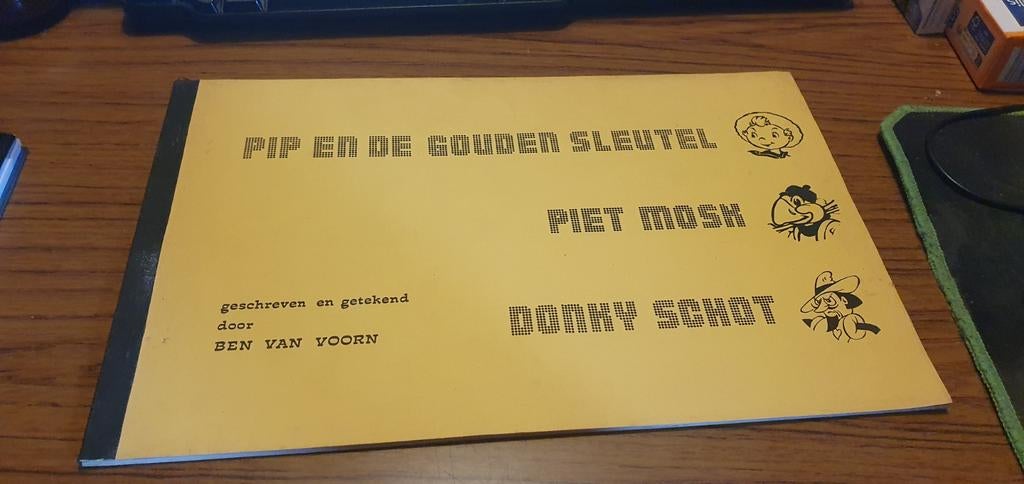 PIP EN DE GOUDEN SLEUTEL
PIET MOSK
DONKY SCHOT
geschreven en getekend
door
BEN VAN VOORN